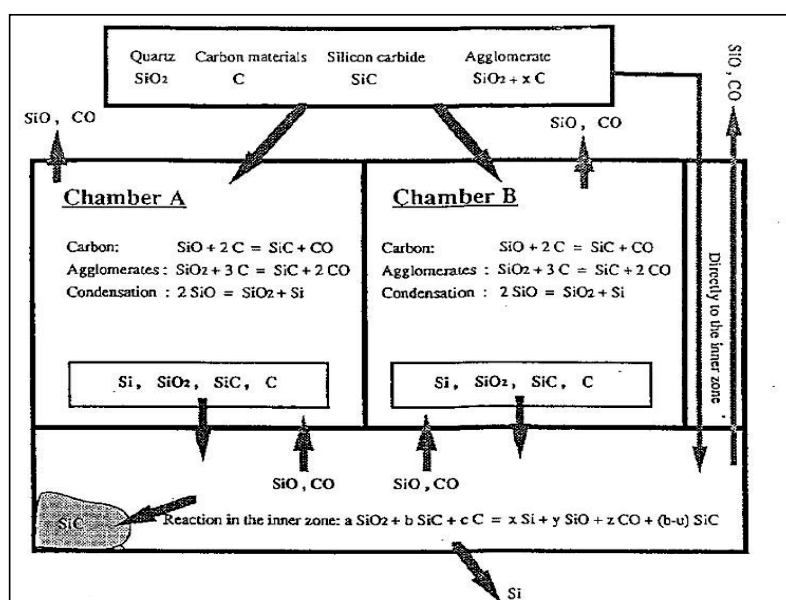 Quartz Carbon materials Silicon carbide Agglomerate
SiO2 C SiC SiO2 + x C
SiO, CO
SiO, CO
SiO, CO
Chamber A
Carbon: SiO + 2 C = SiC + CO
Agglomerates : SiO2 + 3 C = SiC + 2 CO
Condensation : 2 SiO = SiO2 + Si
Si, SiO2, SiC, C
Chamber B
Carbon: SiO + 2 C = SiC + CO
Agglomerates : SiO2 + 3 C = SiC + 2 CO
Condensation : 2 SiO = SiO2 + Si
Si, SiO2, SiC, C
Directly to the inner zone
SiO, CO
SiO, CO
SiC
Reaction in the inner zone: a SiO2 + b SiC + c C = x Si + y SiO + z CO + (b-u) SiC
Si